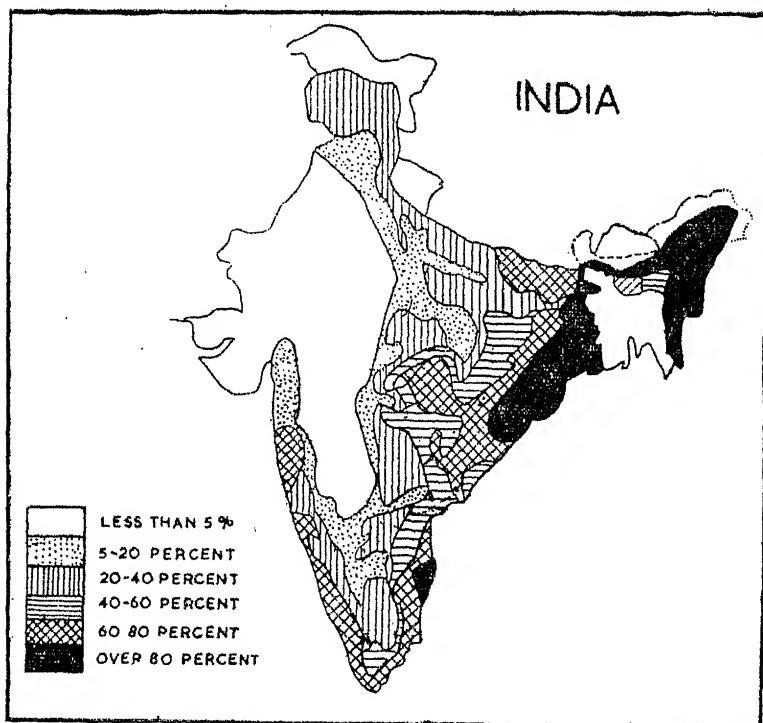 INDIA
LESS THAN 5%
5-20 PERCENT
20-40 PERCENT
40-60 PERCENT
60 80 PERCENT
OVER 80 PERCENT